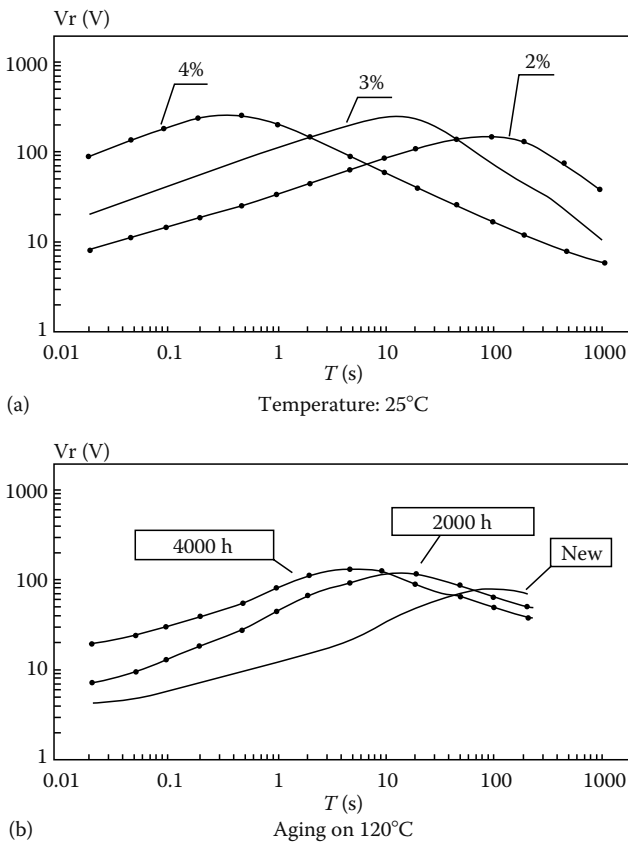 Vr (V)
1000
100
10
1
4%
3%
2%
0.01 0.1 1 10 100 1000
T (s)
(a) Temperature: 25°C
Vr (V)
1000
100
10
1
4000 h
2000 h
New
0.01 0.1 1 10 100 1000
T (s)
(b) Aging on 120°C